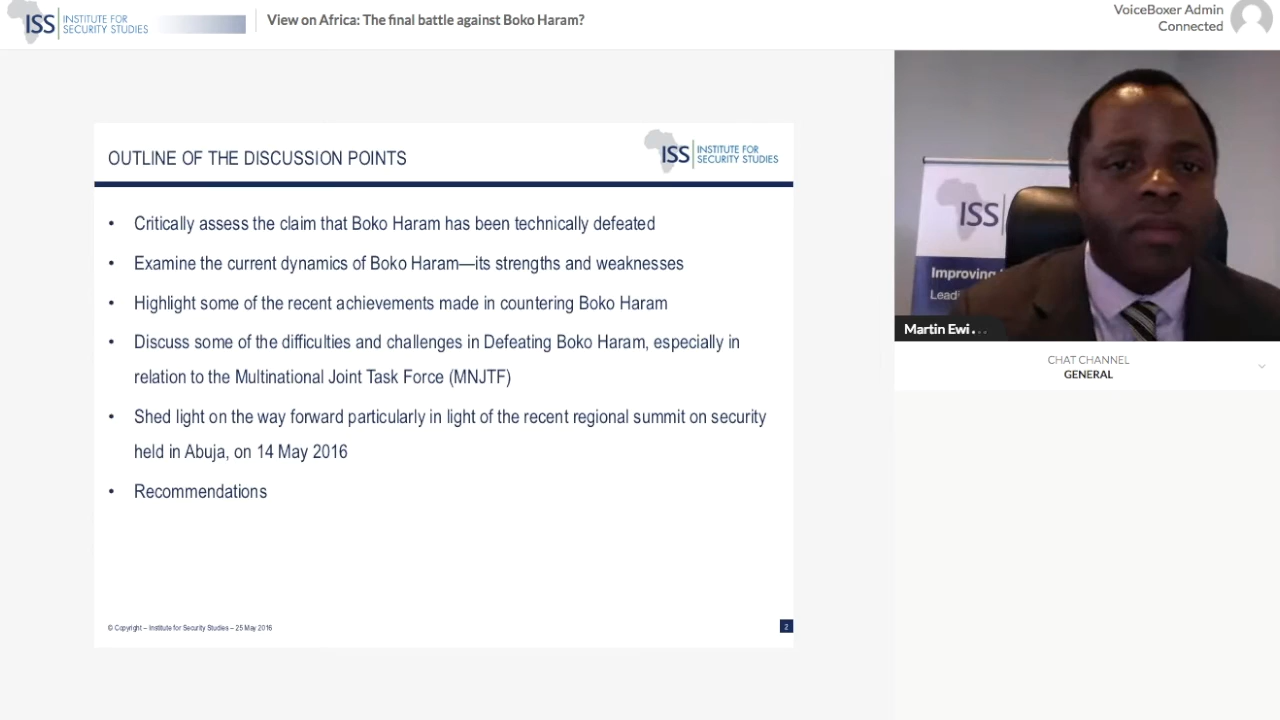 ISS
INSTITUTE FOR
SECURITY STUDIES
View on Africa: The final battle against Boko Haram?
VoiceBoxer Admin
Connected
OUTLINE OF THE DISCUSSION POINTS
ISS
INSTITUTE FOR
SECURITY STUDIES
• Critically assess the claim that Boko Haram has been technically defeated
• Examine the current dynamics of Boko Haram—its strengths and weaknesses
• Highlight some of the recent achievements made in countering Boko Haram
• Discuss some of the difficulties and challenges in Defeating Boko Haram, especially in
relation to the Multinational Joint Task Force (MNJTF)
• Shed light on the way forward particularly in light of the recent regional summit on security
held in Abuja, on 14 May 2016
• Recommendations
© Copyright – Institute for Security Studies – 25 May 2016
2
ISS
Improving
Leadi
Martin Ewi . . .
CHAT CHANNEL
GENERAL